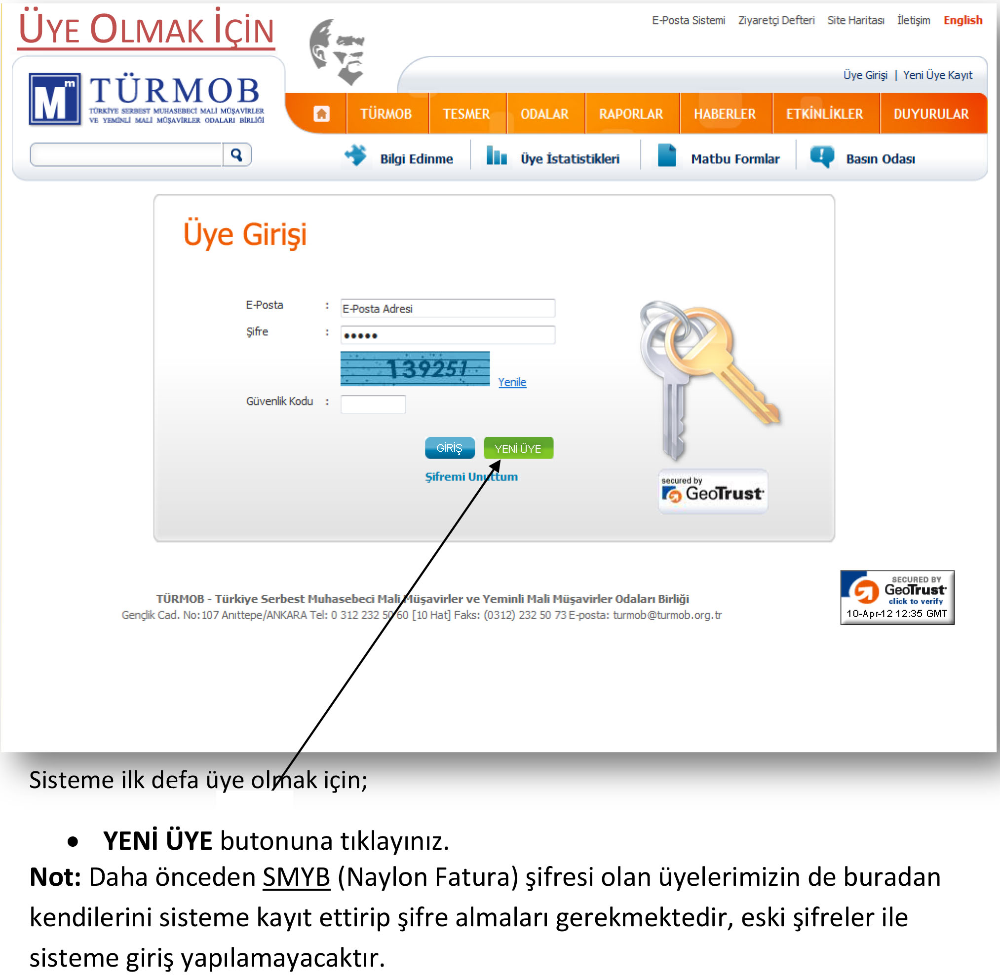 ÜYE OLMAK İÇİN
E-Posta Sistemi Ziyaretçi Defteri Site Haritası İletişim English
Üye Girişi | Yeni Üye Kayıt
Mm TÜRMOB
TÜRKİYE SERBEST MUHASEBECİ MALİ MÜŞAVİRLER
VE YEMİNLİ MALİ MÜŞAVİRLER ODALARI BİRLİĞİ
TÜRMOB TESMER ODALAR RAPORLAR HABERLER ETKİNLİKLER DUYURULAR
Bilgi Edinme Üye İstatistikleri Matbu Formlar Basın Odası
Üye Girişi
E-Posta : E-Posta Adresi
Şifre : •••••
139251 Yenile
Güvenlik Kodu :
GİRİŞ YENİ ÜYE
Şifremi Unuttum
secured by
GeoTrust
TÜRMOB - Türkiye Serbest Muhasebeci Mali Müşavirler ve Yeminli Mali Müşavirler Odaları Birliği
Gençlik Cad. No:107 Anıttepe/ANKARA Tel: 0 312 232 50 60 [10 Hat] Faks: (0312) 232 50 73 E-posta: turmob@turmob.org.tr
SECURED BY
GeoTrust
click to verify
10-Apr-12 12:35 GMT
Sisteme ilk defa üye olmak için;
• YENİ ÜYE butonuna tıklayınız.
Not: Daha önceden SMYB (Naylon Fatura) şifresi olan üyelerimizin de buradan
kendilerini sisteme kayıt ettirip şifre almaları gerekmektedir, eski şifreler ile
sisteme giriş yapılamayacaktır.